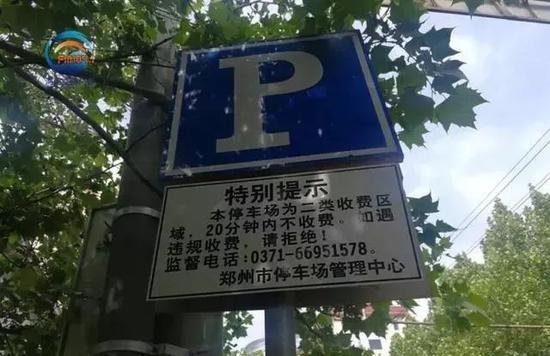 P
特别提示
本停车场为二类收费区
域，20分钟内不收费。如遇
违规收费，请拒绝！
监督电话:0371-66951578。
郑州市停车场管理中心